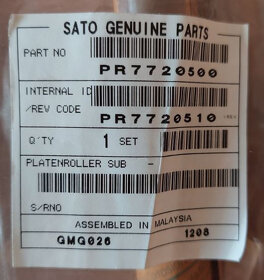 SATO GENUINE PARTS
PART NO
PR7720500
INTERNAL ID
/REV CODE
PR7720510 -REV
Q'TY 1 SET
PLATENROLLER SUB -
S/RNO
ASSEMBLED IN MALAYSIA
GMG026 1208